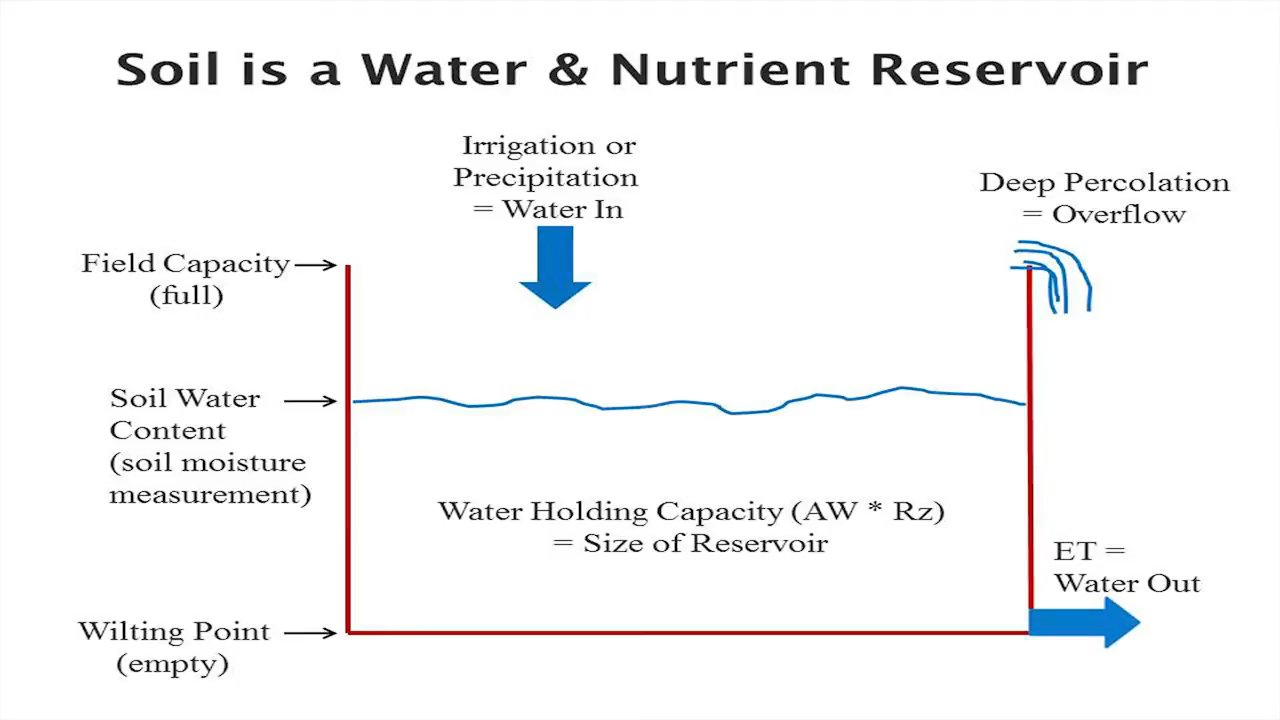 Soil is a Water & Nutrient Reservoir
Irrigation or
Precipitation
= Water In
Deep Percolation
= Overflow
Field Capacity
(full)
Soil Water
Content
(soil moisture
measurement)
Water Holding Capacity (AW * Rz)
= Size of Reservoir
ET =
Water Out
Wilting Point
(empty)